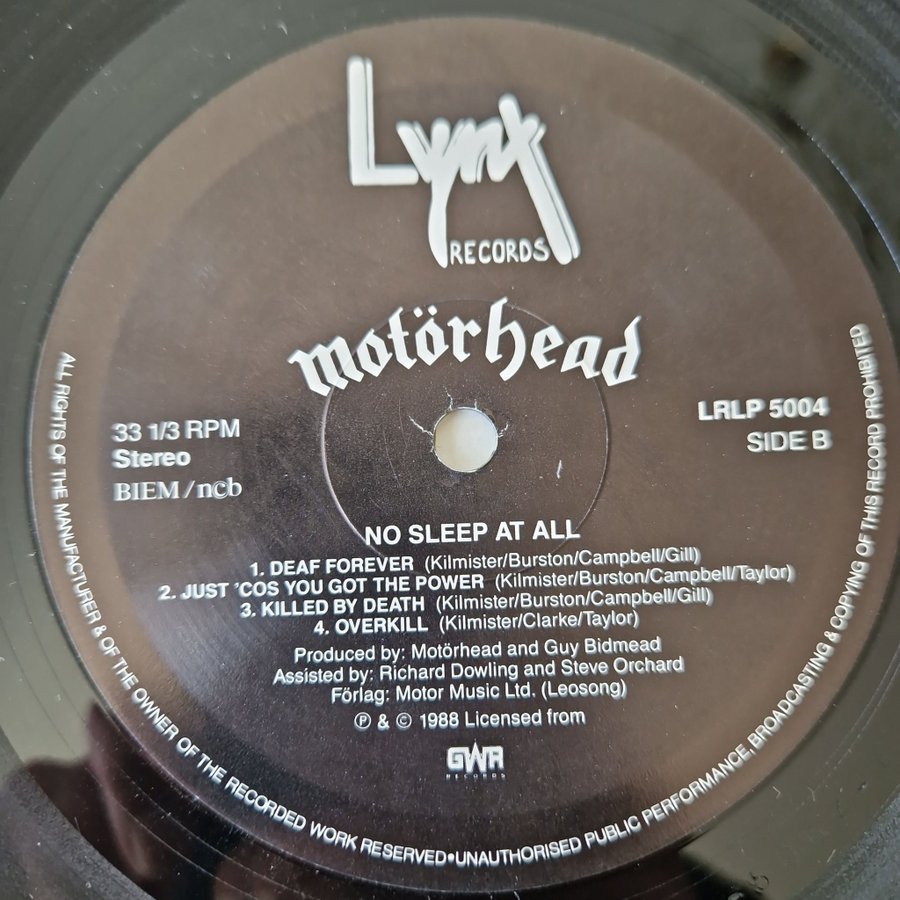 Lynx
RECORDS
motörhead
33 1/3 RPM
Stereo
BIEM/ncb
LRLP 5004
SIDE B
NO SLEEP AT ALL
1. DEAF FOREVER (Kilmister/Burston/Campbell/Gill)
2. JUST 'COS YOU GOT THE POWER (Kilmister/Burston/Campbell/Taylor)
3. KILLED BY DEATH (Kilmister/Burston/Campbell/Gill)
4. OVERKILL (Kilmister/Clarke/Taylor)
Produced by: Motörhead and Guy Bidmead
Assisted by: Richard Dowling and Steve Orchard
Förlag: Motor Music Ltd. (Leosong)
℗ & © 1988 Licensed from
GWR
RECORDS
ALL RIGHTS OF THE MANUFACTURER & OF THE OWNER OF THE RECORDED WORK RESERVED•UNAUTHORISED PUBLIC PERFORMANCE, BROADCASTING & COPYING OF THIS RECORD PROHIBITED